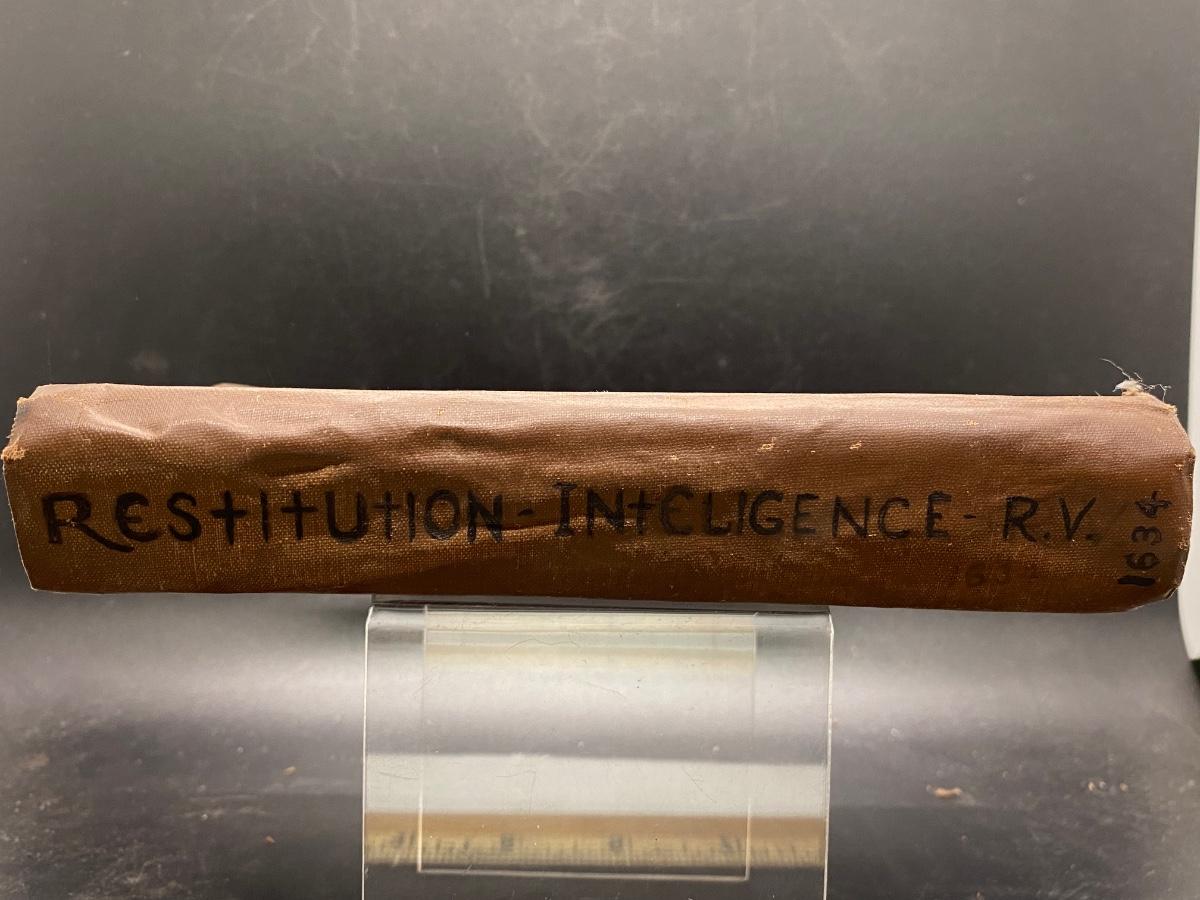 RESTITUTION - INTELIGENCE - R.V.
1634